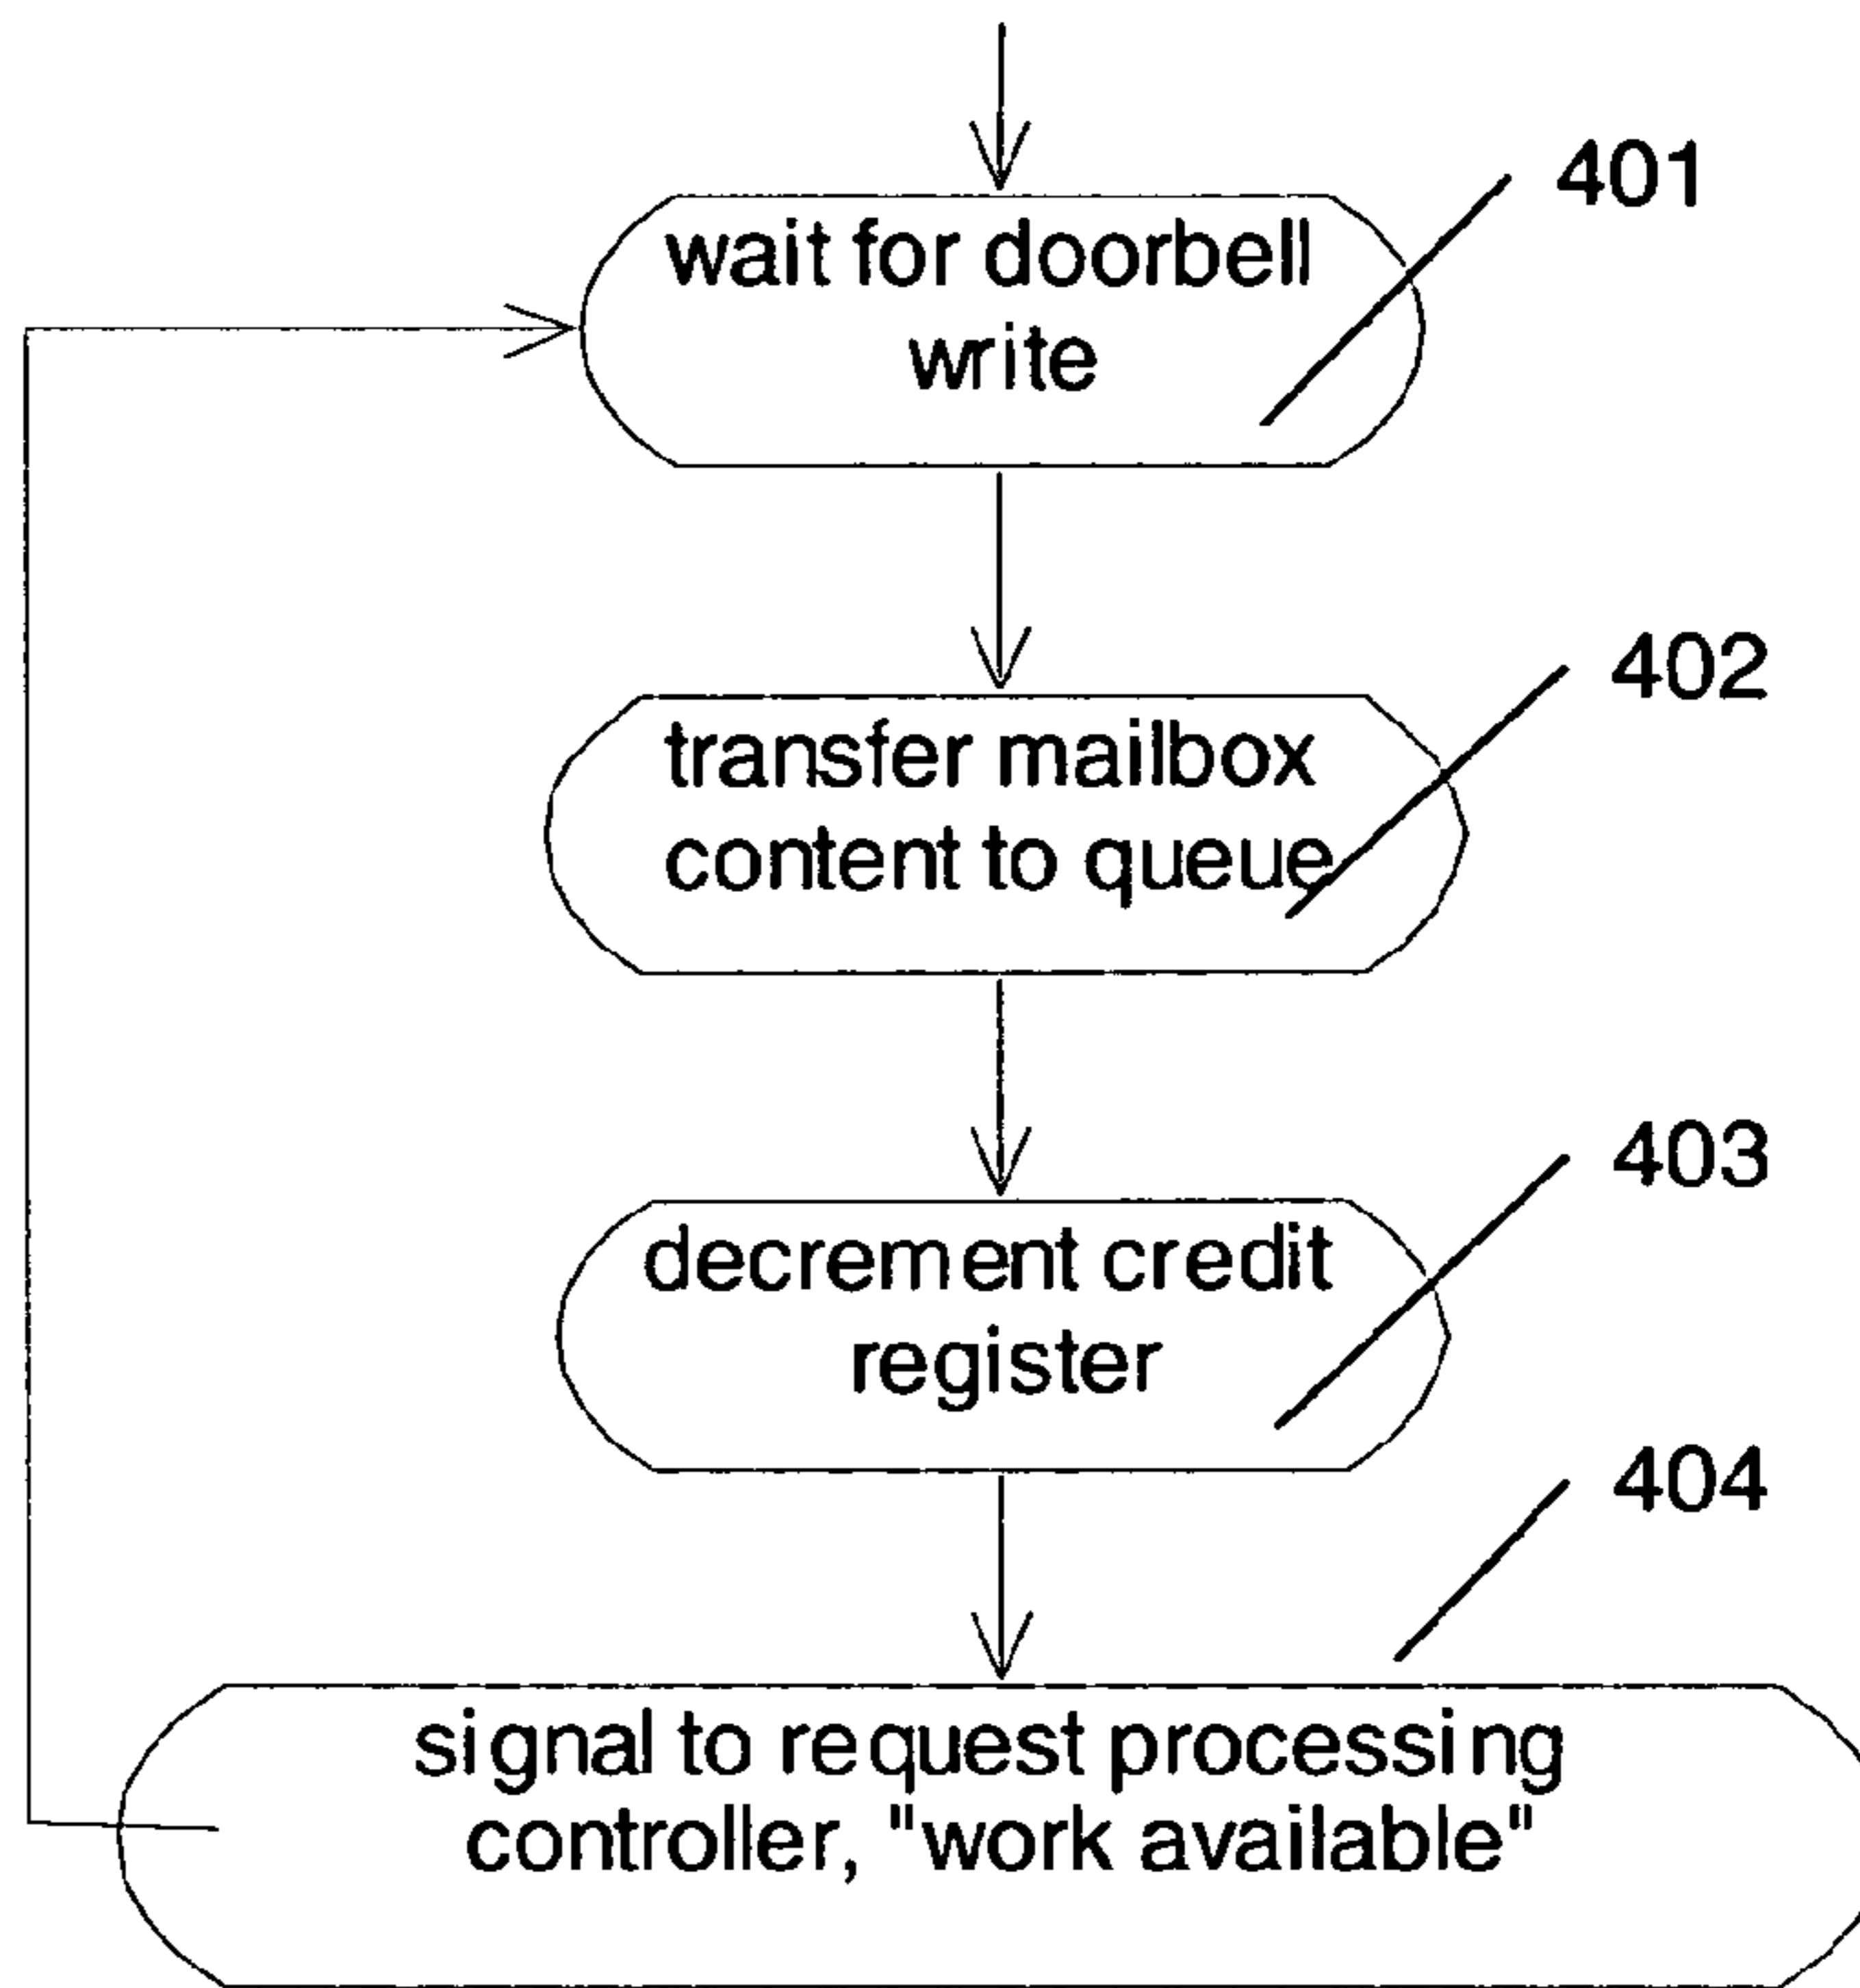 401
wait for doorbell
write
402
transfer mailbox
content to queue
403
decrement credit
register
404
signal to request processing
controller, "work available"